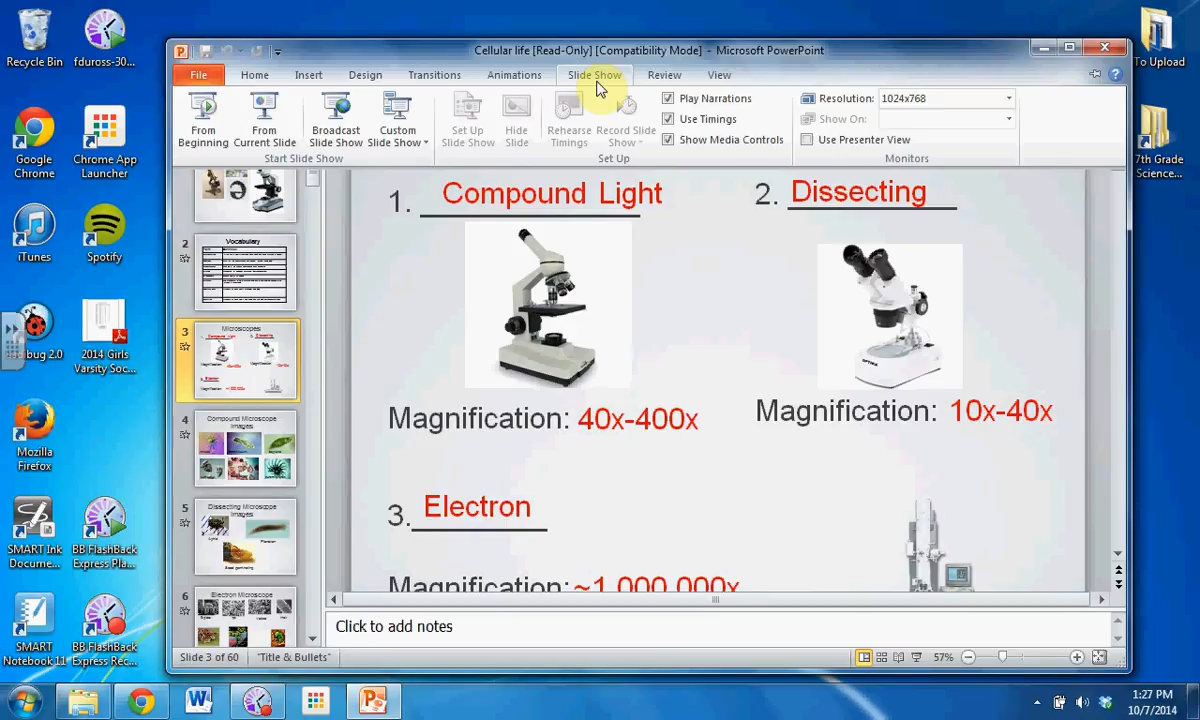 Recycle Bin
fduross-30...
Google Chrome
Chrome App Launcher
iTunes
Spotify
2014 Girls Varsity Soc...
Mozilla Firefox
SMART Ink Docume...
BB FlashBack Express Pla...
SMART Notebook 11
BB FlashBack Express Rec...
To Upload
7th Grade Science...
Cellular life [Read-Only] [Compatibility Mode] - Microsoft PowerPoint
File Home Insert Design Transitions Animations Slide Show Review View
From Beginning
From Current Slide
Broadcast Slide Show
Custom Slide Show
Set Up Slide Show
Hide Slide
Rehearse Timings
Record Slide Show
Play Narrations
Use Timings
Show Media Controls
Resolution: 1024x768
Show On:
Use Presenter View
Start Slide Show
Set Up
Monitors
2
Vocabulary
3
Microscopes
4
Compound Microscope Images
5
Dissecting Microscope Images
6
Electron Microscope Images
1. Compound Light
2. Dissecting
Magnification: 40x-400x
Magnification: 10x-40x
3. Electron
Magnification: ~1,000,000x
Click to add notes
Slide 3 of 60
"Title & Bullets"
57%
1:27 PM
10/7/2014